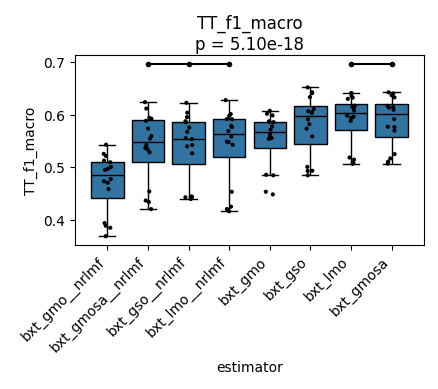 TT_f1_macro
p = 5.10e-18
TT_f1_macro
0.7
0.6
0.5
0.4
bxt_gmo__nrlmf
bxt_gmosa__nrlmf
bxt_gso__nrlmf
bxt_lmo__nrlmf
bxt_gmo
bxt_gso
bxt_lmo
bxt_gmosa
estimator